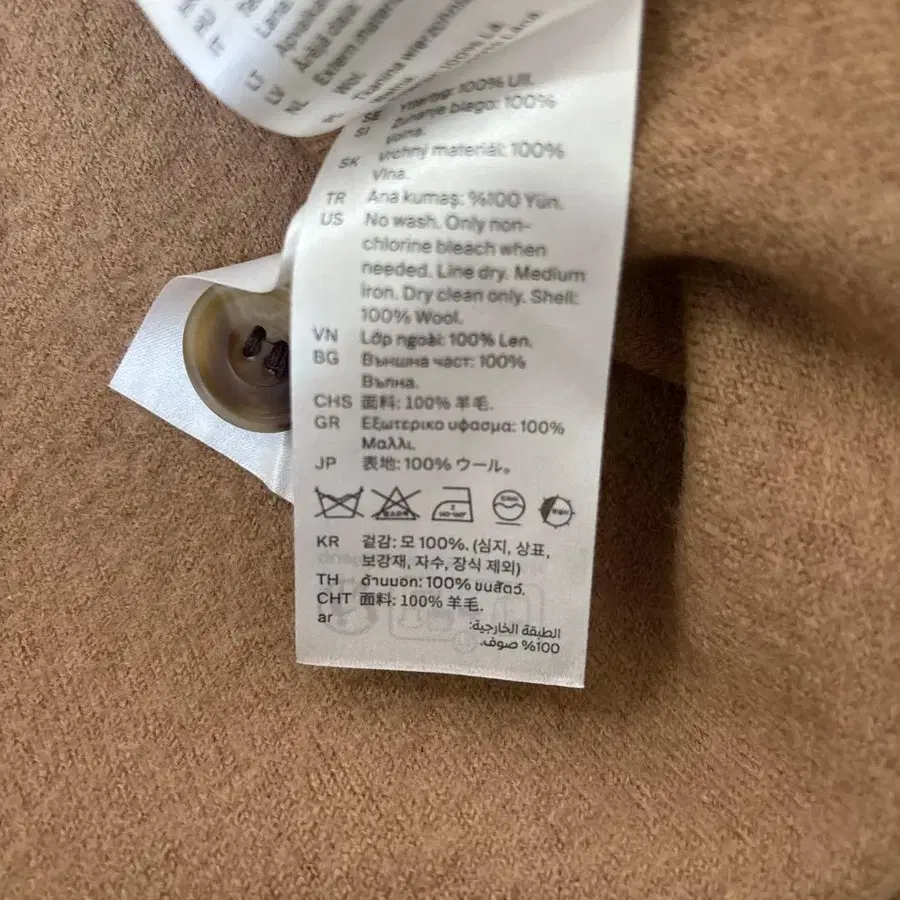 100% LA
SE Yttertyg: 100% Ull.
SI Zunanje blago: 100%
volna.
SK Vrchný materiál: 100%
Vlna.
TR Ana kumaş: %100 Yün.
US No wash. Only non-
chlorine bleach when
needed. Line dry. Medium
iron. Dry clean only. Shell:
100% Wool.
VN Lớp ngoài: 100% Len.
BG Външна част: 100%
Вълна.
CHS 面料: 100% 羊毛.
GR Εξωτερικο υφασμα: 100%
Μαλλι.
JP 表地: 100% ウール。
KR 겉감: 모 100%. (심지, 상표,
보강재, 자수, 장식 제외)
TH ด้านนอก: 100% ขนสัตว์.
CHT 面料: 100% 羊毛.
ar الطبقة الخارجية:
100% صوف.